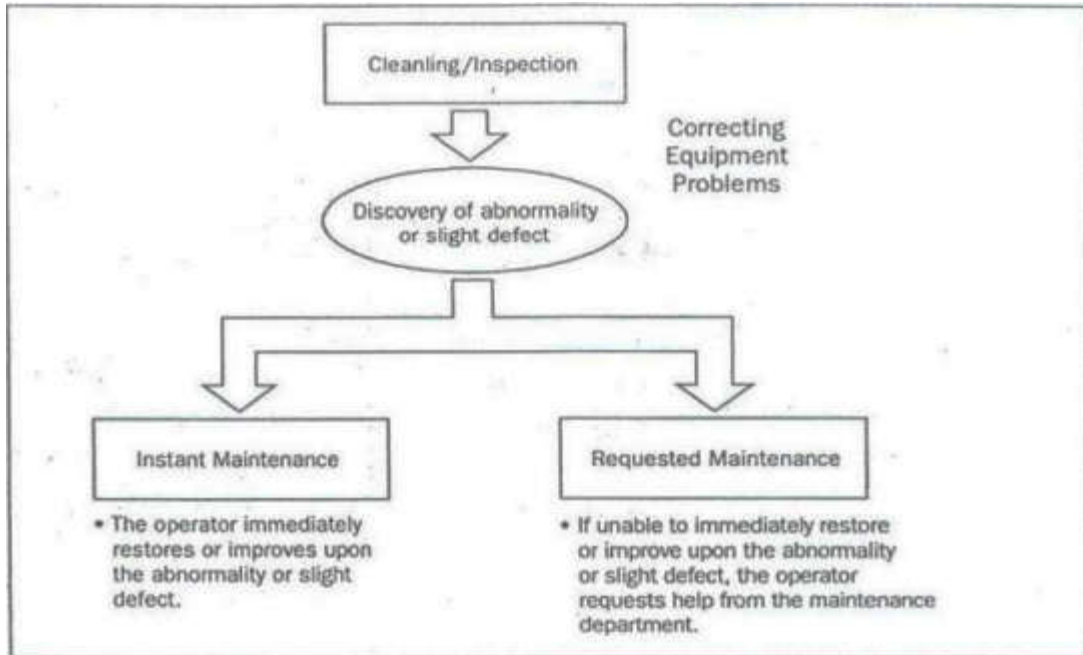 Cleanling/Inspection
Correcting
Equipment
Problems
Discovery of abnormality
or slight defect
Instant Maintenance
• The operator immediately
restores or improves upon
the abnormality or slight
defect.
Requested Maintenance
• If unable to immediately restore
or improve upon the abnormality
or slight defect, the operator
requests help from the maintenance
department.